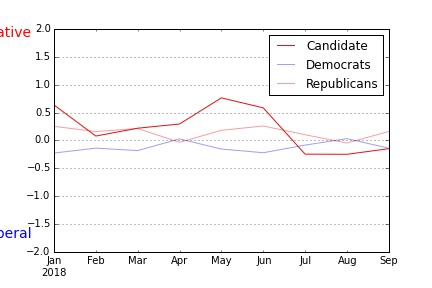 2.0
ative
1.5
1.0
0.5
0.0
−0.5
−1.0
−1.5
eral
−2.0
Candidate
Democrats
Republicans
Jan Feb Mar Apr May Jun Jul Aug Sep
2018